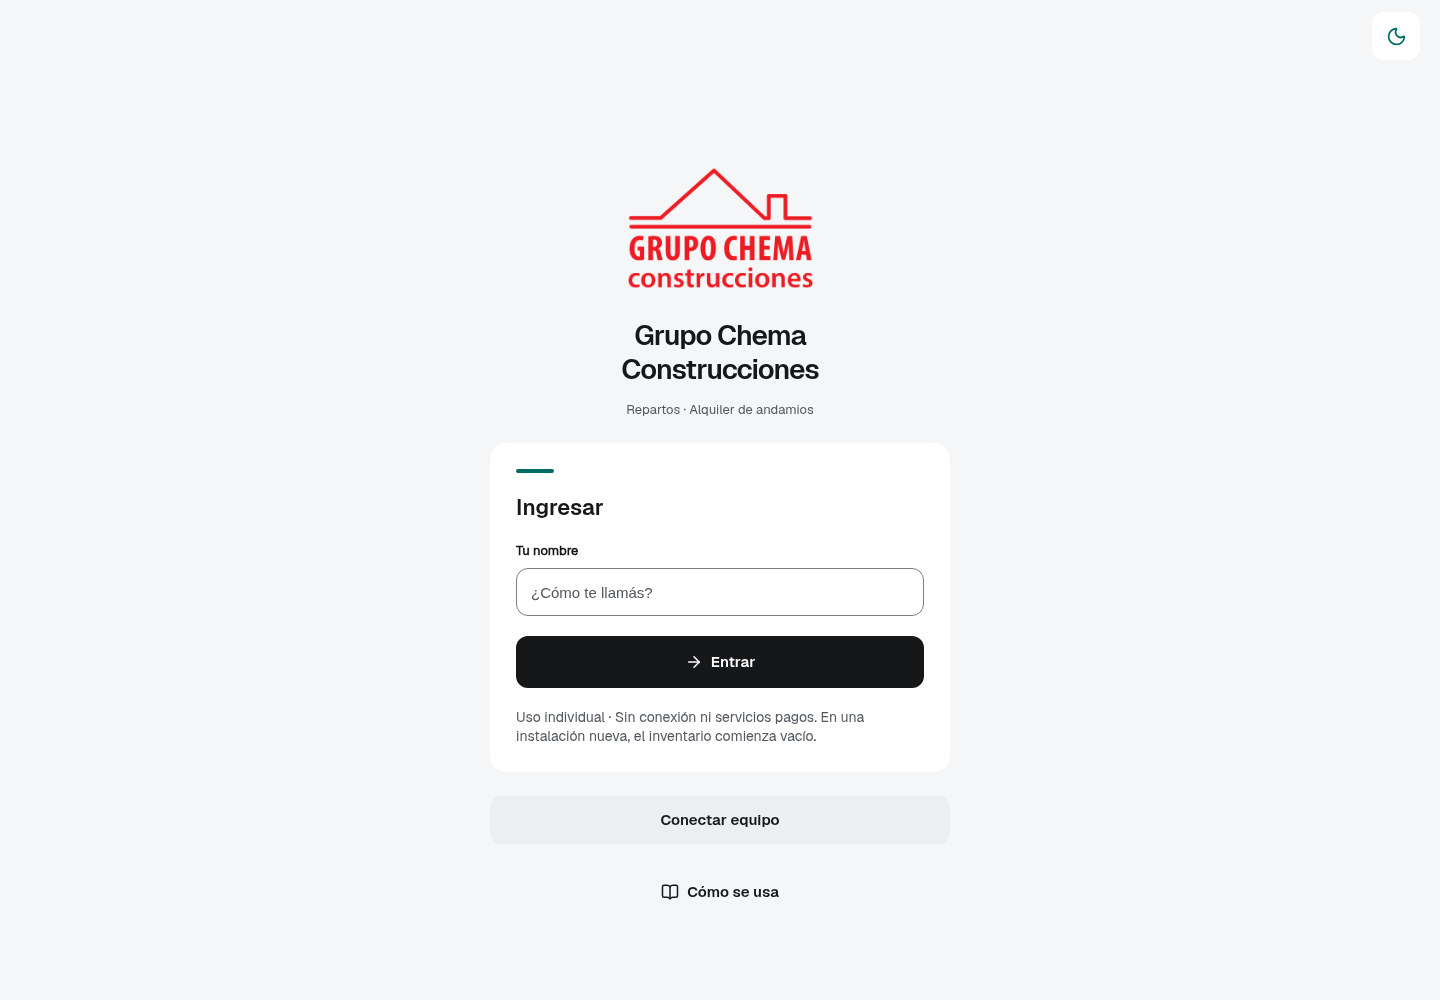 GRUPO CHEMA
construcciones
Grupo Chema
Construcciones
Repartos · Alquiler de andamios
Ingresar
Tu nombre
¿Cómo te llamás?
Entrar
Uso individual · Sin conexión ni servicios pagos. En una
instalación nueva, el inventario comienza vacío.
Conectar equipo
Cómo se usa